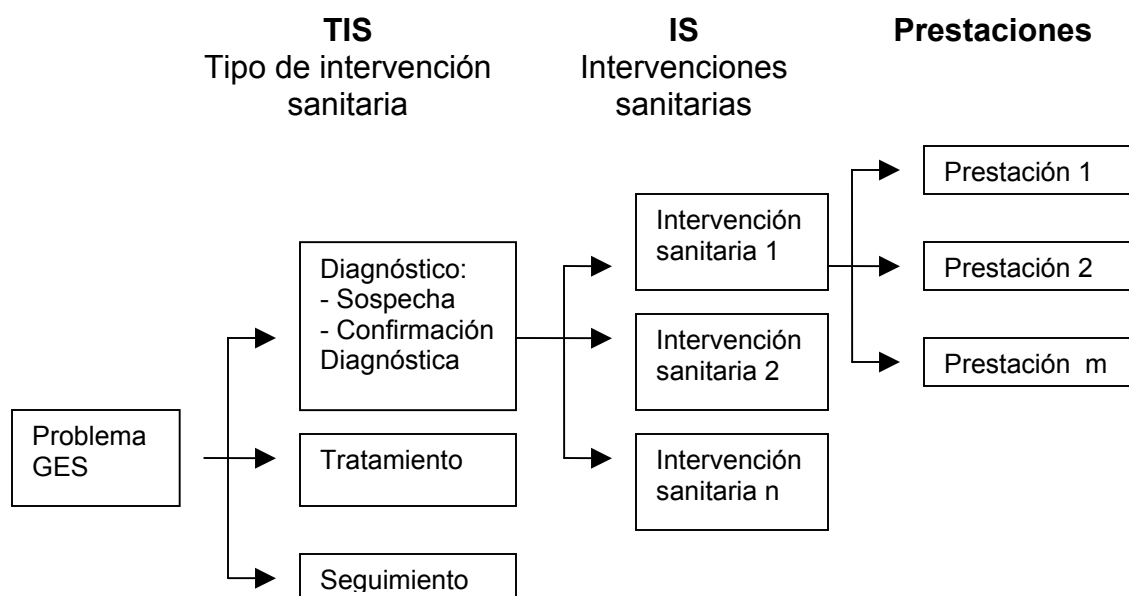 TIS
Tipo de intervención
sanitaria
IS
Intervenciones
sanitarias
Prestaciones
Problema
GES
Diagnóstico:
- Sospecha
- Confirmación
Diagnóstica
Tratamiento
Seguimiento
Intervención
sanitaria 1
Intervención
sanitaria 2
Intervención
sanitaria n
Prestación 1
Prestación 2
Prestación m